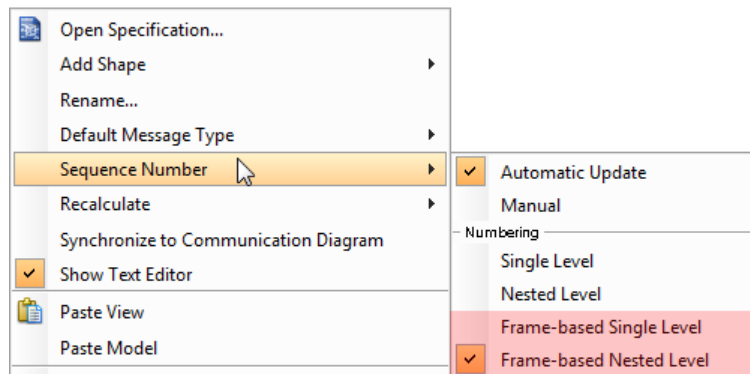 Open Specification...
Add Shape
Rename...
Default Message Type
Sequence Number
Recalculate
Synchronize to Communication Diagram
Show Text Editor
Paste View
Paste Model
Automatic Update
Manual
Numbering
Single Level
Nested Level
Frame-based Single Level
Frame-based Nested Level